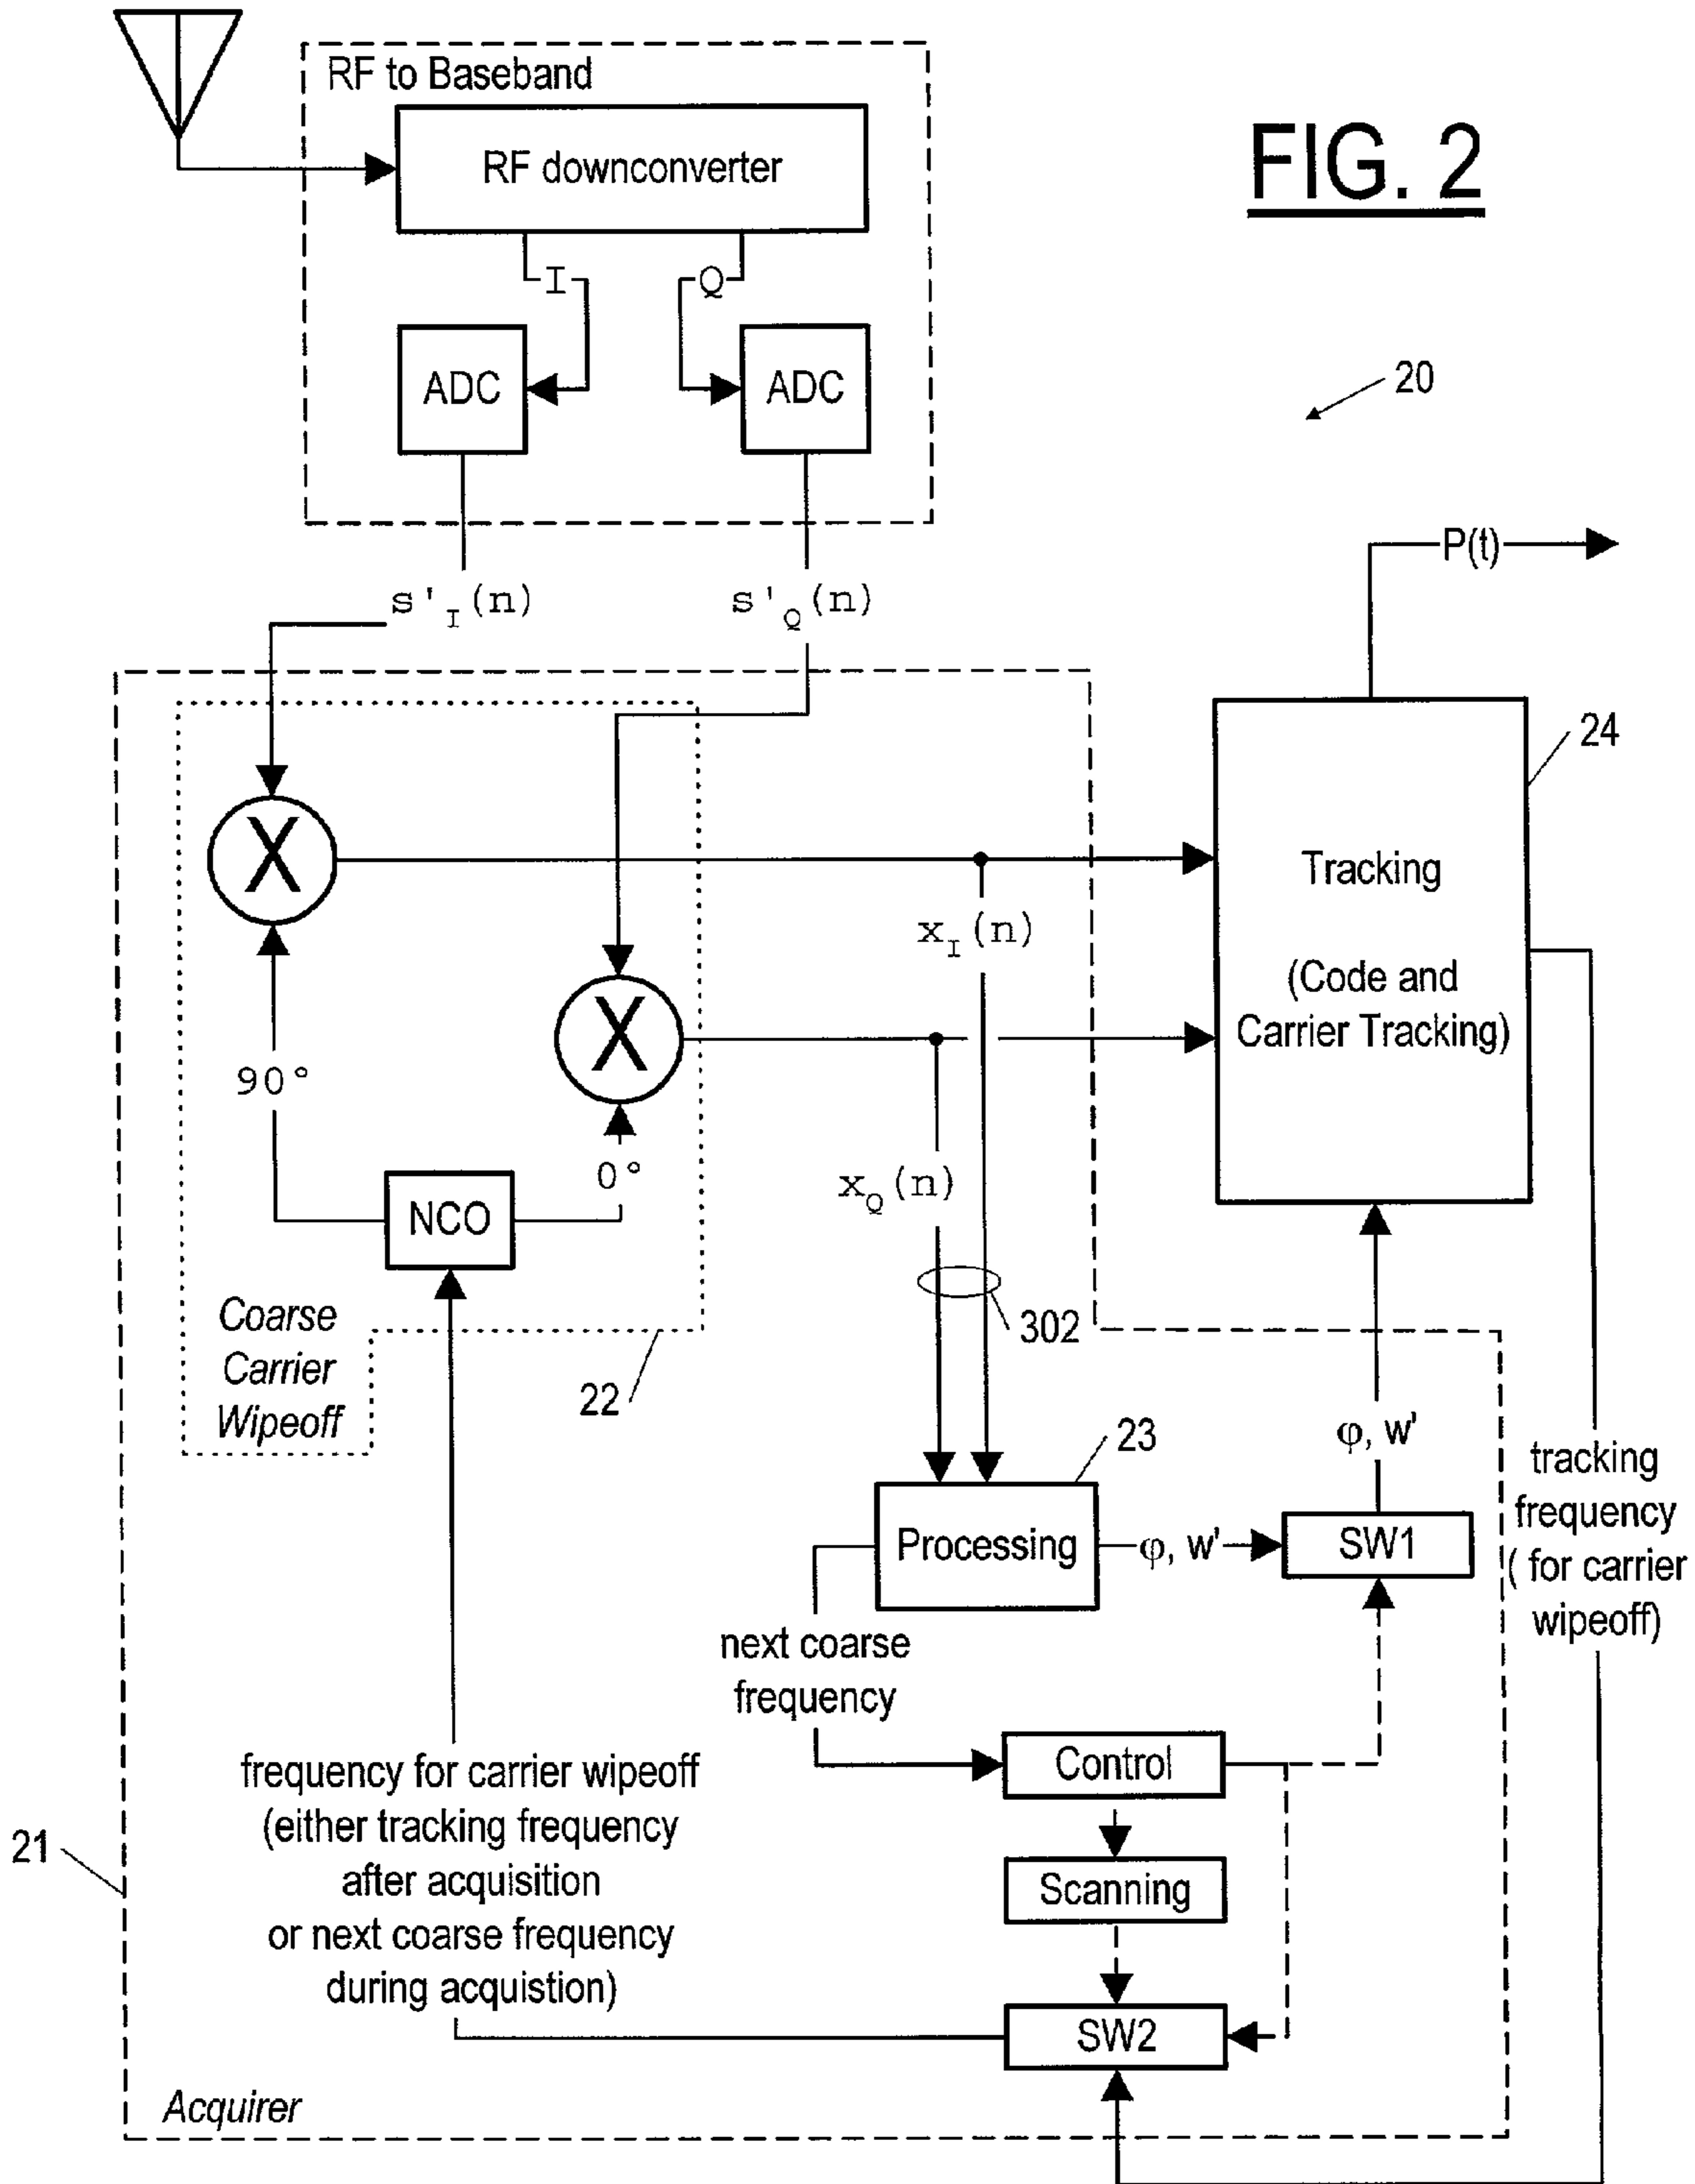 RF to Baseband
RF downconverter
FIG. 2
I
Q
ADC
ADC
20
s'I(n)
s'Q(n)
P(t)
24
X
X
Tracking
(Code and
Carrier Tracking)
xI(n)
90°
0°
xQ(n)
NCO
Coarse
Carrier
Wipeoff
22
302
23
φ, w'
Processing
φ, w'
SW1
tracking
frequency
( for carrier
wipeoff)
next coarse
frequency
Control
frequency for carrier wipeoff
(either tracking frequency
after acquisition
or next coarse frequency
during acquistion)
21
Scanning
SW2
Acquirer